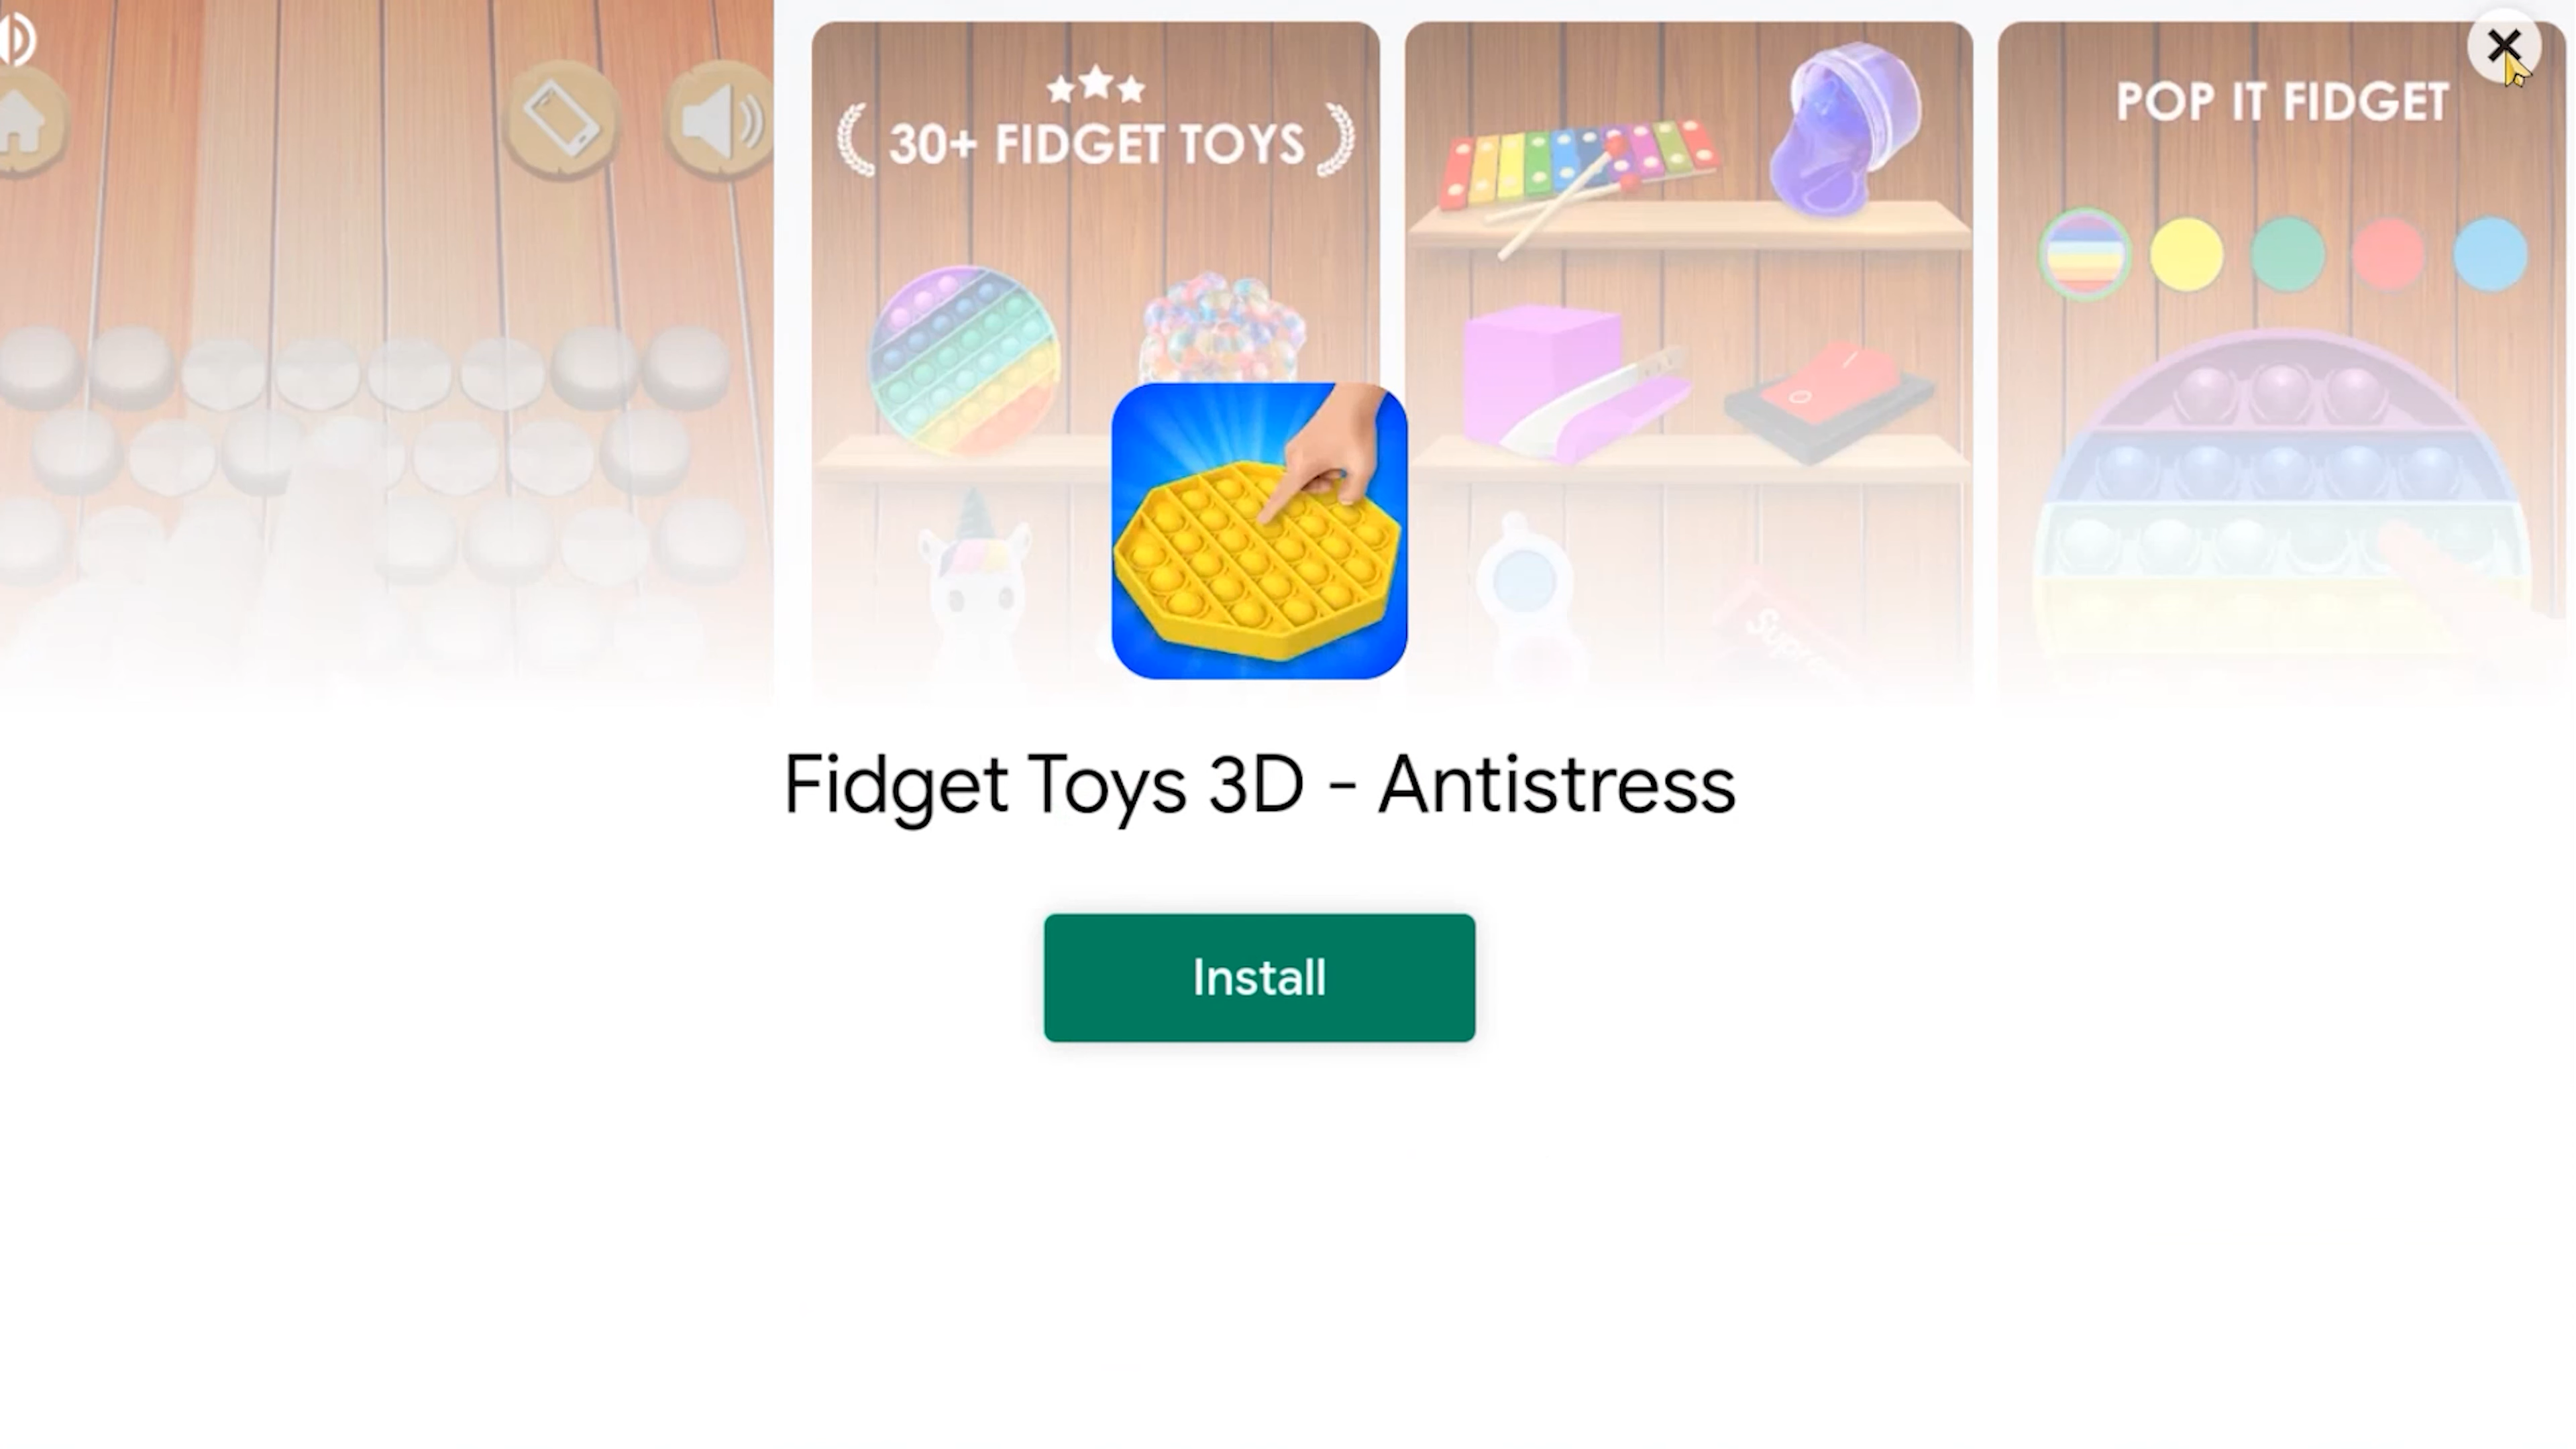 30+ FIDGET TOYS
POP IT FIDGET
Fidget Toys 3D - Antistress
Install